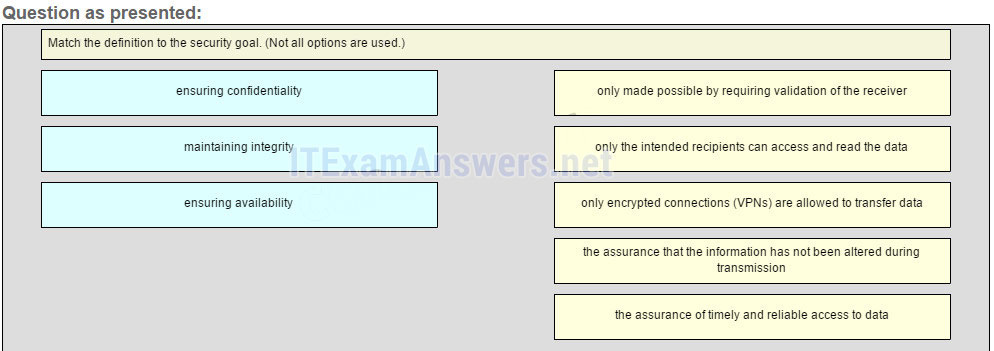 Question as presented:
Match the definition to the security goal. (Not all options are used.)
ensuring confidentiality
only made possible by requiring validation of the receiver
maintaining integrity
only the intended recipients can access and read the data
ITExamAnswers.net
ensuring availability
only encrypted connections (VPNs) are allowed to transfer data
the assurance that the information has not been altered during
transmission
the assurance of timely and reliable access to data